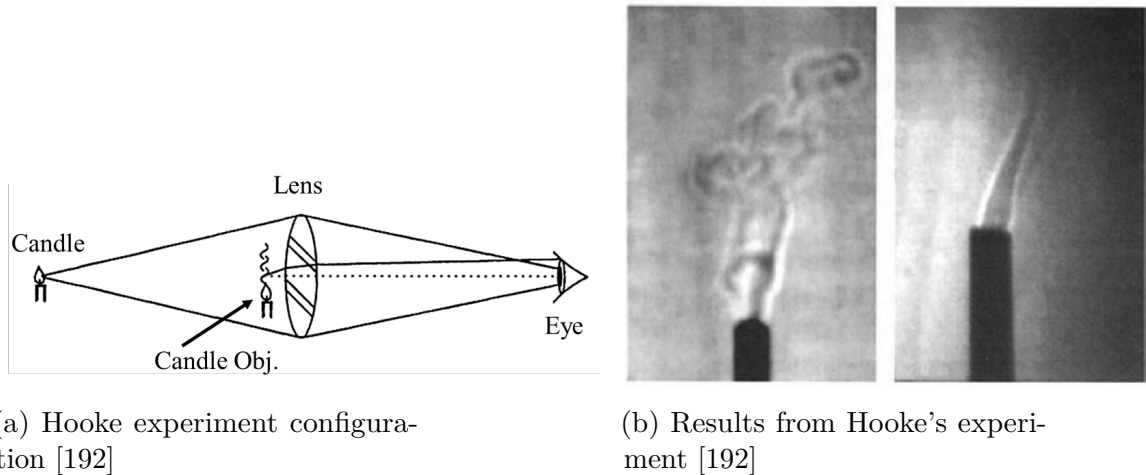 Lens
Candle
Eye
Candle Obj.
(a) Hooke experiment configura-
tion [192]
(b) Results from Hooke's experi-
ment [192]